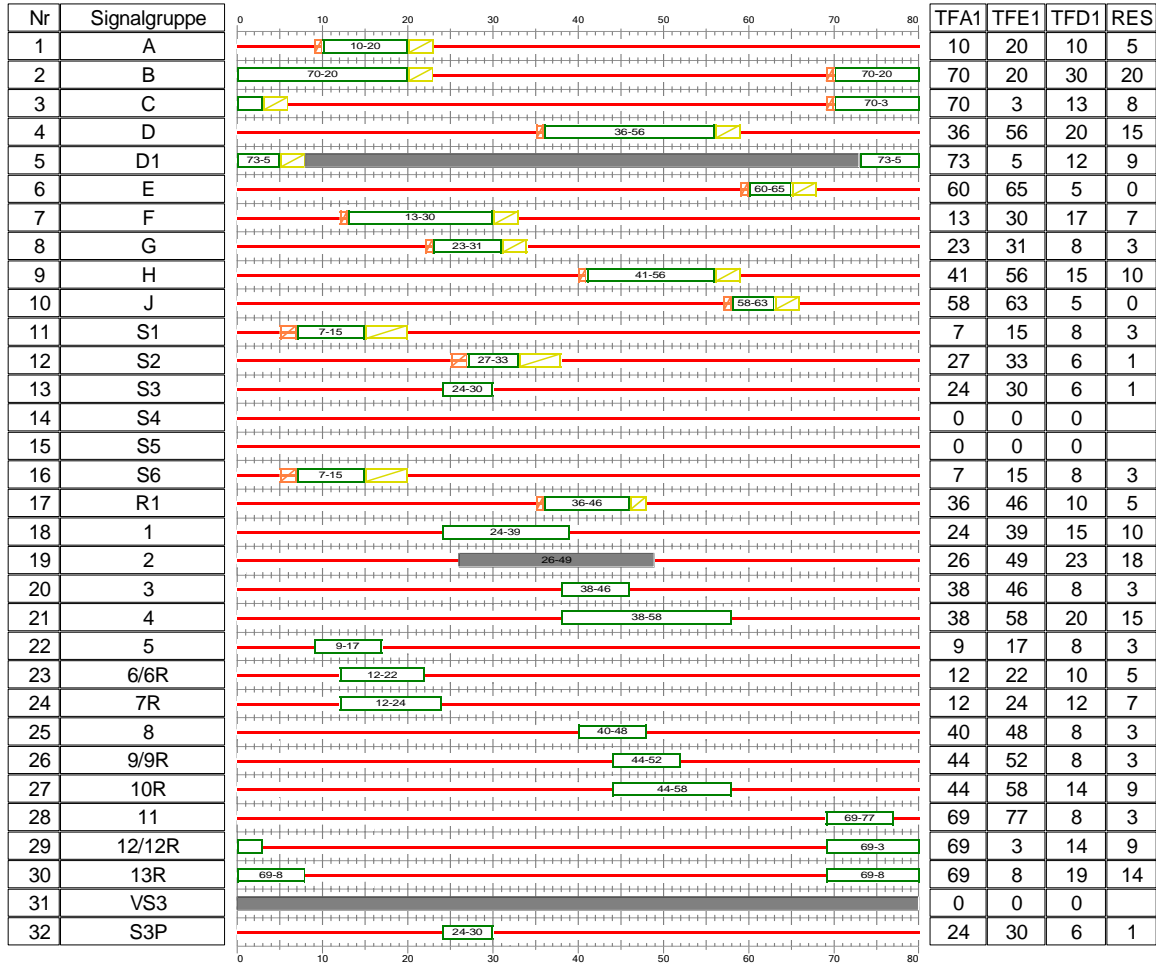 Nr Signalgruppe 0 10 20 30 40 50 60 70 80 TFA1 TFE1 TFD1 RES
1 A 10-20 10 20 10 5
2 B 70-20 70-20 70 20 30 20
3 C 70-3 70 3 13 8
4 D 36-56 36 56 20 15
5 D1 73-5 73-5 73 5 12 9
6 E 60-65 60 65 5 0
7 F 13-30 13 30 17 7
8 G 23-31 23 31 8 3
9 H 41-56 41 56 15 10
10 J 58-63 58 63 5 0
11 S1 7-15 7 15 8 3
12 S2 27-33 27 33 6 1
13 S3 24-30 24 30 6 1
14 S4 0 0 0
15 S5 0 0 0
16 S6 7-15 7 15 8 3
17 R1 36-46 36 46 10 5
18 1 24-39 24 39 15 10
19 2 26-49 26 49 23 18
20 3 38-46 38 46 8 3
21 4 38-58 38 58 20 15
22 5 9-17 9 17 8 3
23 6/6R 12-22 12 22 10 5
24 7R 12-24 12 24 12 7
25 8 40-48 40 48 8 3
26 9/9R 44-52 44 52 8 3
27 10R 44-58 44 58 14 9
28 11 69-77 69 77 8 3
29 12/12R 69-3 69 3 14 9
30 13R 69-8 69-8 69 8 19 14
31 VS3 0 0 0
32 S3P 24-30 24 30 6 1
0 10 20 30 40 50 60 70 80